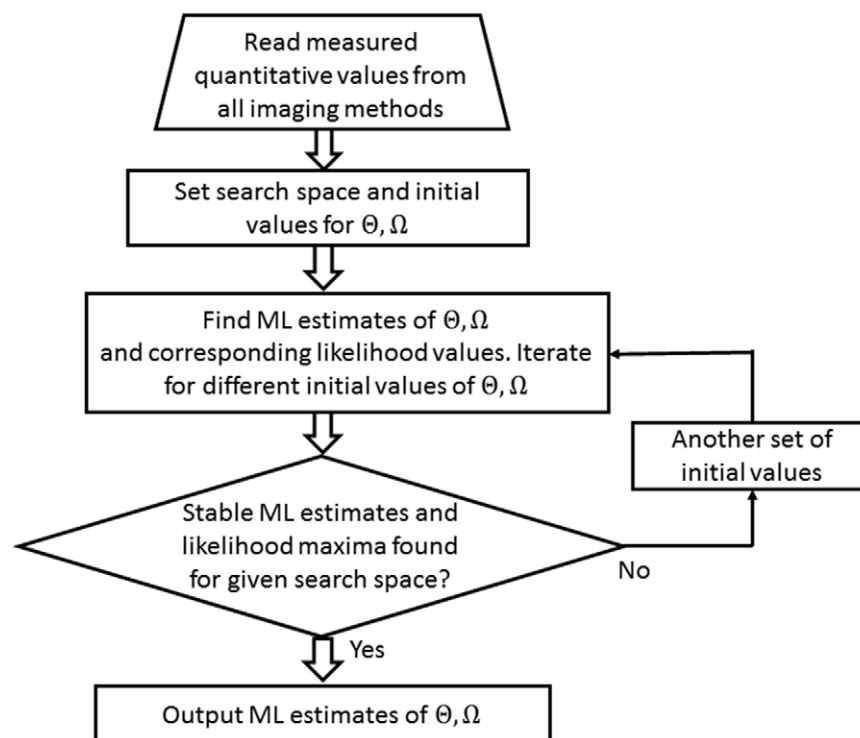 Read measured
quantitative values from
all imaging methods
Set search space and initial
values for Θ, Ω
Find ML estimates of Θ, Ω
and corresponding likelihood values. Iterate
for different initial values of Θ, Ω
Another set of
initial values
Stable ML estimates and
likelihood maxima found
for given search space?
No
Yes
Output ML estimates of Θ, Ω